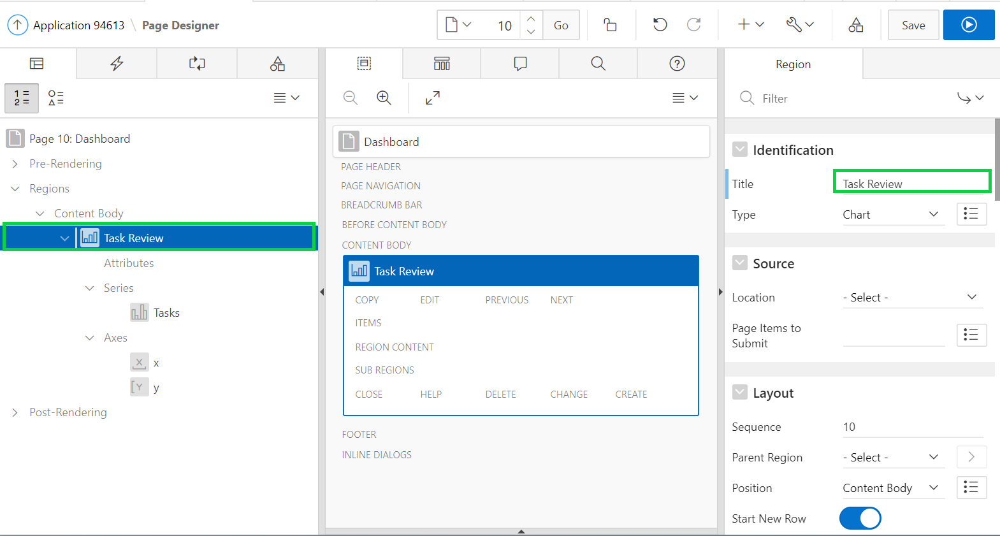 Application 94613 \ Page Designer
10
Go
Save
1 =
2 =
Page 10: Dashboard
Pre-Rendering
Regions
Content Body
Task Review
Attributes
Series
Tasks
Axes
X x
Y y
Post-Rendering
Dashboard
PAGE HEADER
PAGE NAVIGATION
BREADCRUMB BAR
BEFORE CONTENT BODY
CONTENT BODY
Task Review
COPY EDIT PREVIOUS NEXT
ITEMS
REGION CONTENT
SUB REGIONS
CLOSE HELP DELETE CHANGE CREATE
FOOTER
INLINE DIALOGS
Region
Filter
Identification
Title Task Review
Type Chart
Source
Location - Select -
Page Items to
Submit
Layout
Sequence 10
Parent Region - Select -
Position Content Body
Start New Row